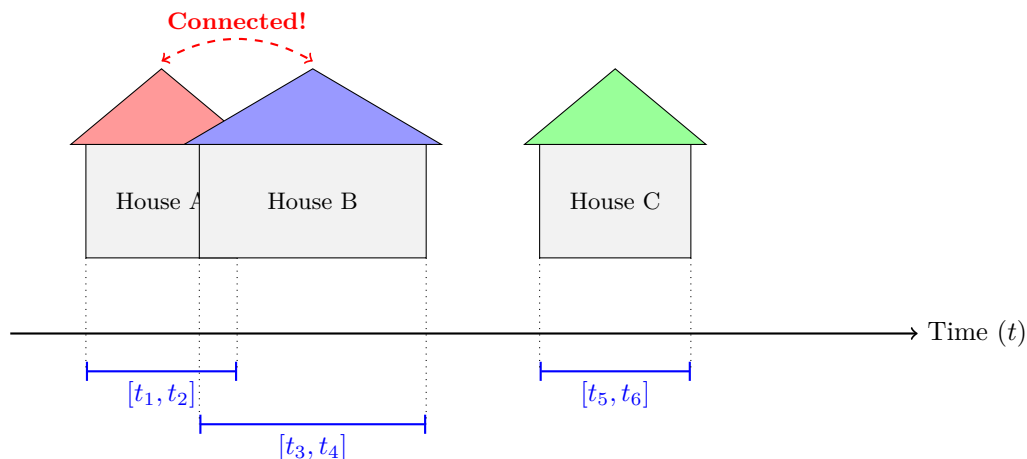 Connected!
House A
House B
House C
Time (t)
[t₁, t₂]
[t₅, t₆]
[t₃, t₄]